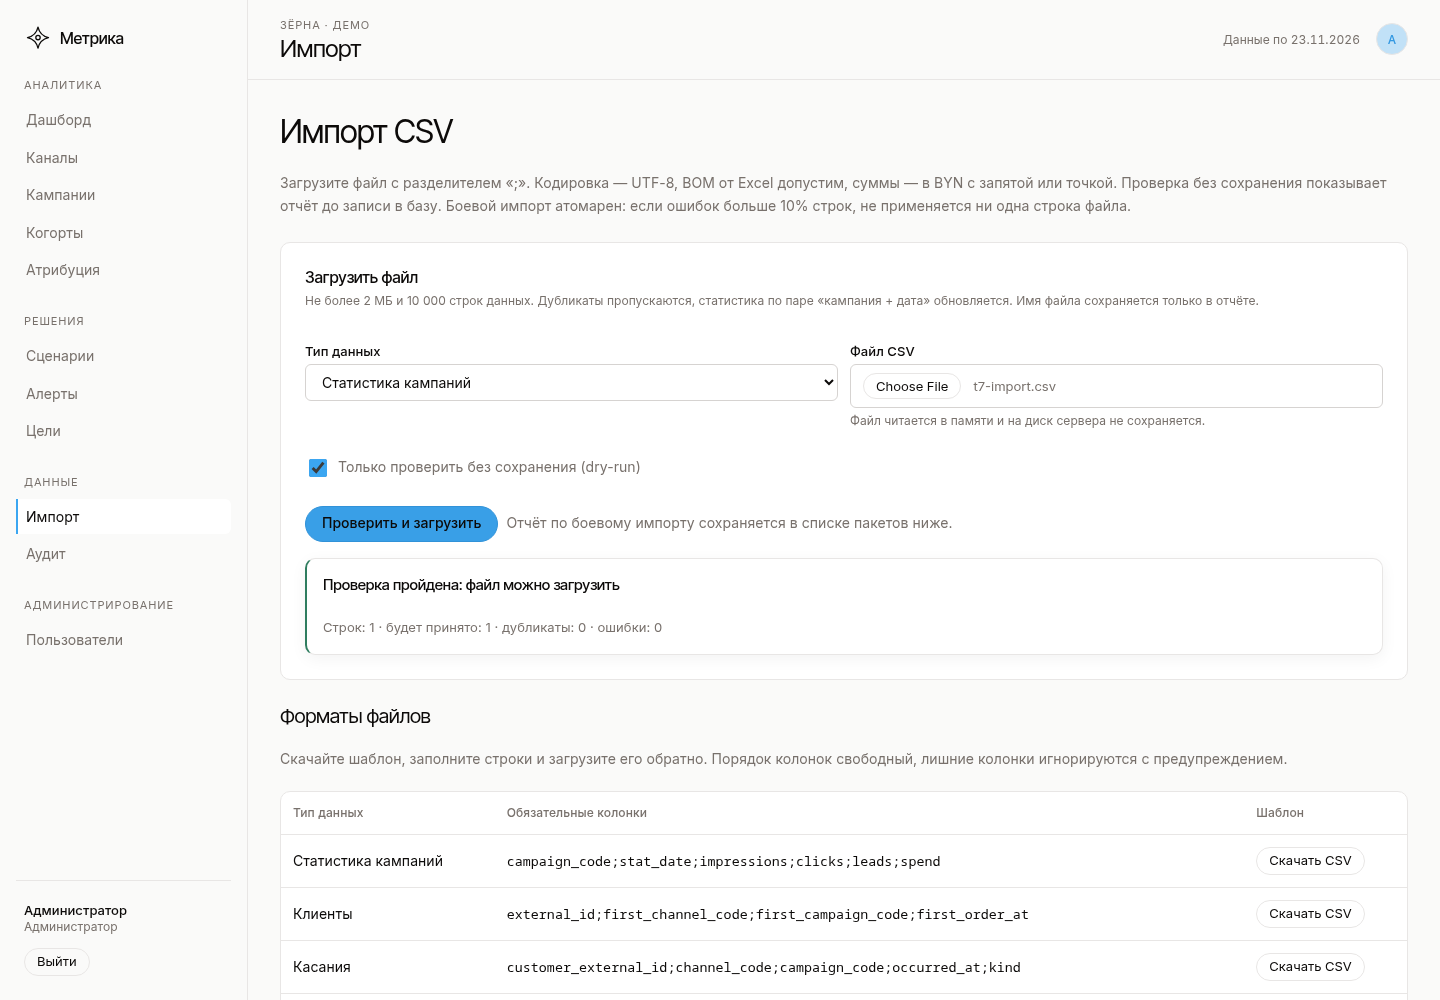 Метрика
АНАЛИТИКА
Дашборд
Каналы
Кампании
Когорты
Атрибуция
РЕШЕНИЯ
Сценарии
Алерты
Цели
ДАННЫЕ
Импорт
Аудит
АДМИНИСТРИРОВАНИЕ
Пользователи
Администратор
Администратор
Выйти
ЗЁРНА · ДЕМО
Импорт
Данные по 23.11.2026
А
Импорт CSV
Загрузите файл с разделителем «;». Кодировка — UTF-8, BOM от Excel допустим, суммы — в BYN с запятой или точкой. Проверка без сохранения показывает
отчёт до записи в базу. Боевой импорт атомарен: если ошибок больше 10% строк, не применяется ни одна строка файла.
Загрузить файл
Не более 2 МБ и 10 000 строк данных. Дубликаты пропускаются, статистика по паре «кампания + дата» обновляется. Имя файла сохраняется только в отчёте.
Тип данных
Статистика кампаний
Файл CSV
Choose File t7-import.csv
Файл читается в памяти и на диск сервера не сохраняется.
Только проверить без сохранения (dry-run)
Проверить и загрузить Отчёт по боевому импорту сохраняется в списке пакетов ниже.
Проверка пройдена: файл можно загрузить
Строк: 1 · будет принято: 1 · дубликаты: 0 · ошибки: 0
Форматы файлов
Скачайте шаблон, заполните строки и загрузите его обратно. Порядок колонок свободный, лишние колонки игнорируются с предупреждением.
Тип данных Обязательные колонки Шаблон
Статистика кампаний campaign_code;stat_date;impressions;clicks;leads;spend Скачать CSV
Клиенты external_id;first_channel_code;first_campaign_code;first_order_at Скачать CSV
Касания customer_external_id;channel_code;campaign_code;occurred_at;kind Скачать CSV